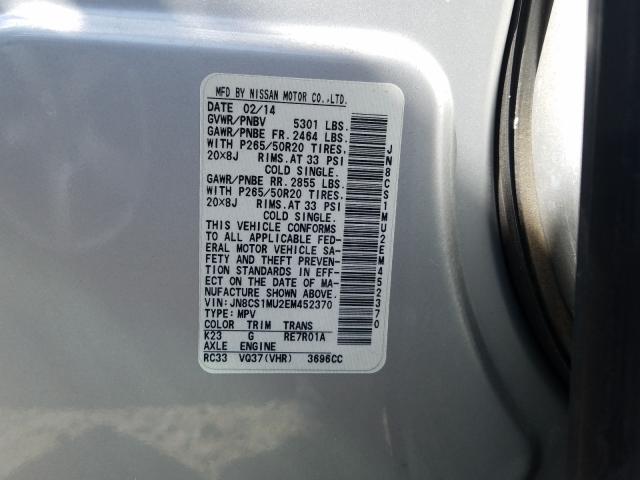 MFD BY NISSAN MOTOR CO.,LTD.
DATE 02/14
GVWR/PNBV 5301 LBS.
GAWR/PNBE FR. 2464 LBS.
WITH P265/50R20 TIRES,
20×8J RIMS.AT 33 PSI
COLD SINGLE.
GAWR/PNBE RR. 2855 LBS.
WITH P265/50R20 TIRES,
20×8J RIMS.AT 33 PSI
COLD SINGLE.
THIS VEHICLE CONFORMS
TO ALL APPLICABLE FED-
ERAL MOTOR VEHICLE SA-
FETY AND THEFT PREVEN-
TION STANDARDS IN EFF-
ECT ON THE DATE OF MA-
NUFACTURE SHOWN ABOVE.
VIN:JN8CS1MU2EM452370
TYPE:MPV
COLOR TRIM TRANS
K23 G RE7R01A
AXLE ENGINE
RC33 VQ37(VHR) 3696CC
JN8CS1MU2EM452370